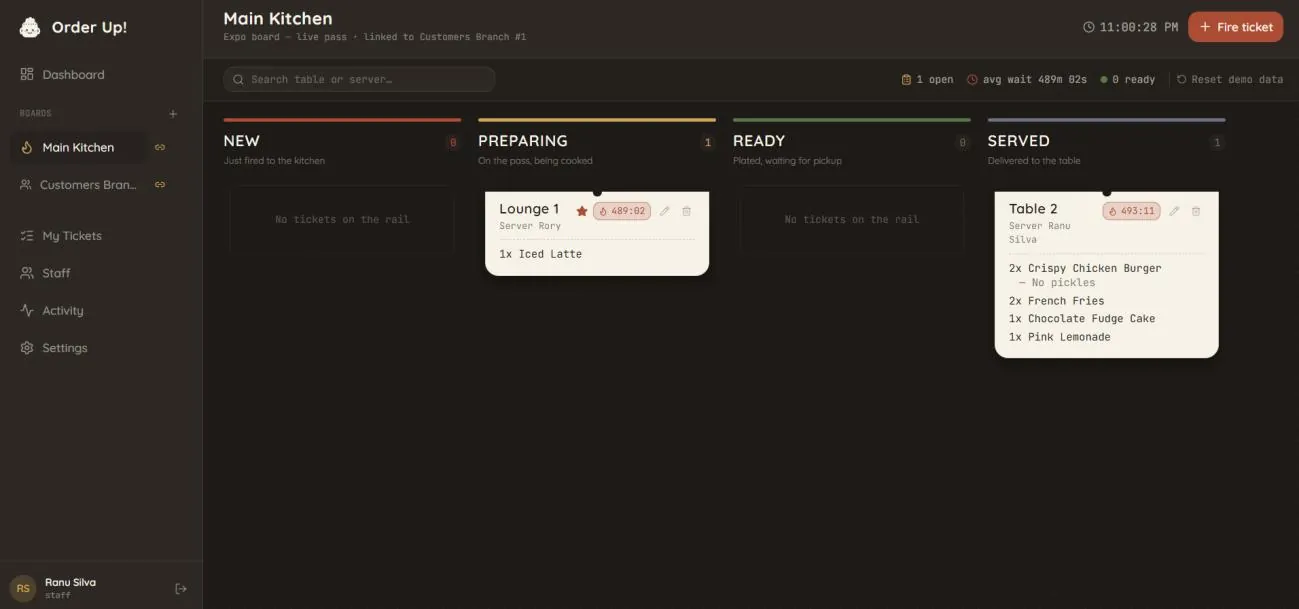 Order Up!
Dashboard
BOARDS
Main Kitchen
Customers Bran…
My Tickets
Staff
Activity
Settings
RS
Ranu Silva
staff
Main Kitchen
Expo board — live pass · linked to Customers Branch #1
11:00:28 PM
+ Fire ticket
Search table or server…
1 open
avg wait 489m 02s
0 ready
Reset demo data
NEW
0
Just fired to the kitchen
No tickets on the rail
PREPARING
1
On the pass, being cooked
Lounge 1
489:02
Server Rory
1x Iced Latte
READY
0
Plated, waiting for pickup
No tickets on the rail
SERVED
1
Delivered to the table
Table 2
493:11
Server Ranu
Silva
2x Crispy Chicken Burger
— No pickles
2x French Fries
1x Chocolate Fudge Cake
1x Pink Lemonade